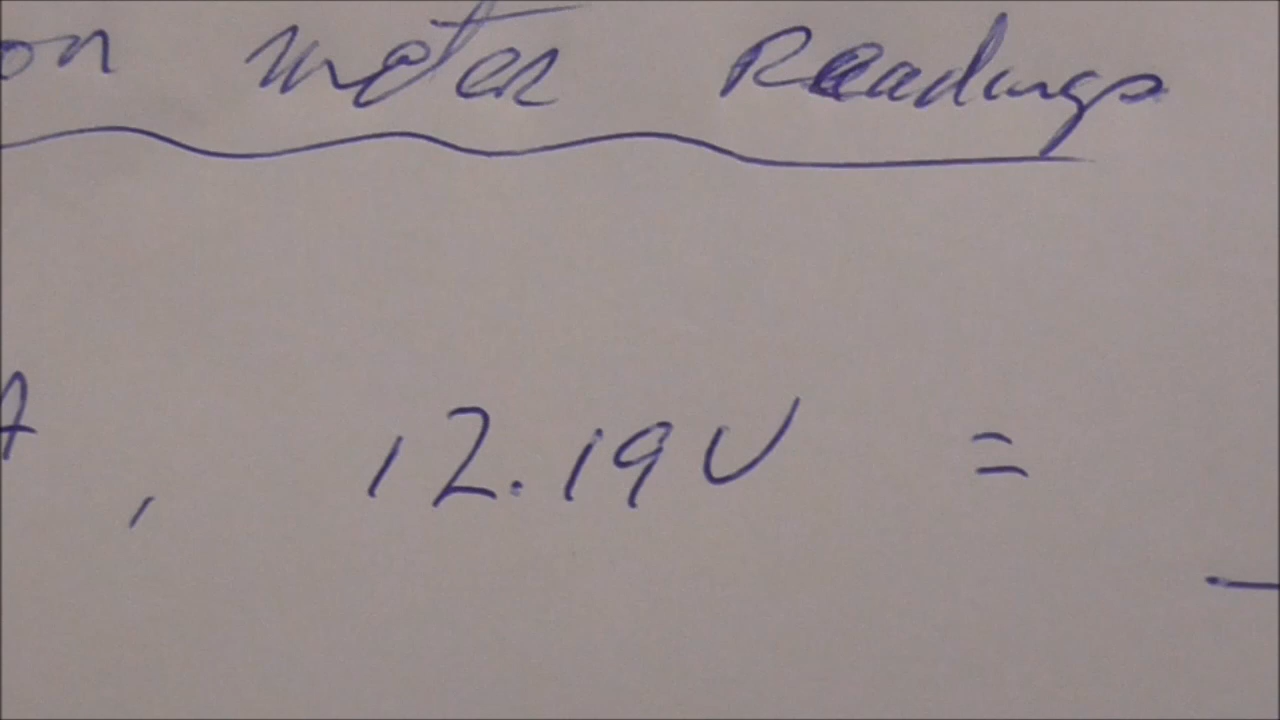 on meter Readings
A , 12.19V =